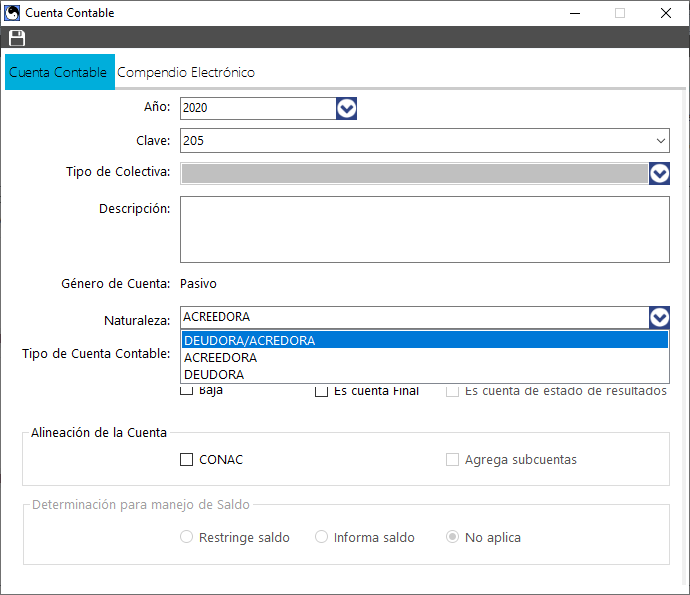 Cuenta Contable
Cuenta Contable Compendio Electrónico
Año: 2020
Clave: 205
Tipo de Colectiva:
Descripción:
Género de Cuenta: Pasivo
Naturaleza: ACREEDORA
DEUDORA/ACREDORA
Tipo de Cuenta Contable: ACREEDORA
DEUDORA
Baja Es cuenta Final Es cuenta de estado de resultados
Alineación de la Cuenta
CONAC Agrega subcuentas
Determinación para manejo de Saldo
Restringe saldo Informa saldo No aplica